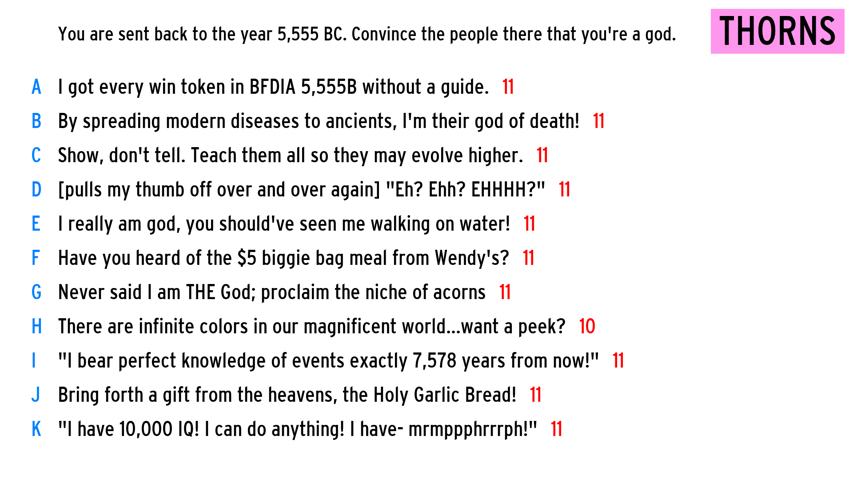 You are sent back to the year 5,555 BC. Convince the people there that you're a god.
THORNS
A I got every win token in BFDIA 5,555B without a guide. 11
B By spreading modern diseases to ancients, I'm their god of death! 11
C Show, don't tell. Teach them all so they may evolve higher. 11
D [pulls my thumb off over and over again] "Eh? Ehh? EHHHH?" 11
E I really am god, you should've seen me walking on water! 11
F Have you heard of the $5 biggie bag meal from Wendy's? 11
G Never said I am THE God; proclaim the niche of acorns 11
H There are infinite colors in our magnificent world...want a peek? 10
I "I bear perfect knowledge of events exactly 7,578 years from now!" 11
J Bring forth a gift from the heavens, the Holy Garlic Bread! 11
K "I have 10,000 IQ! I can do anything! I have- mrmppphrrrph!" 11